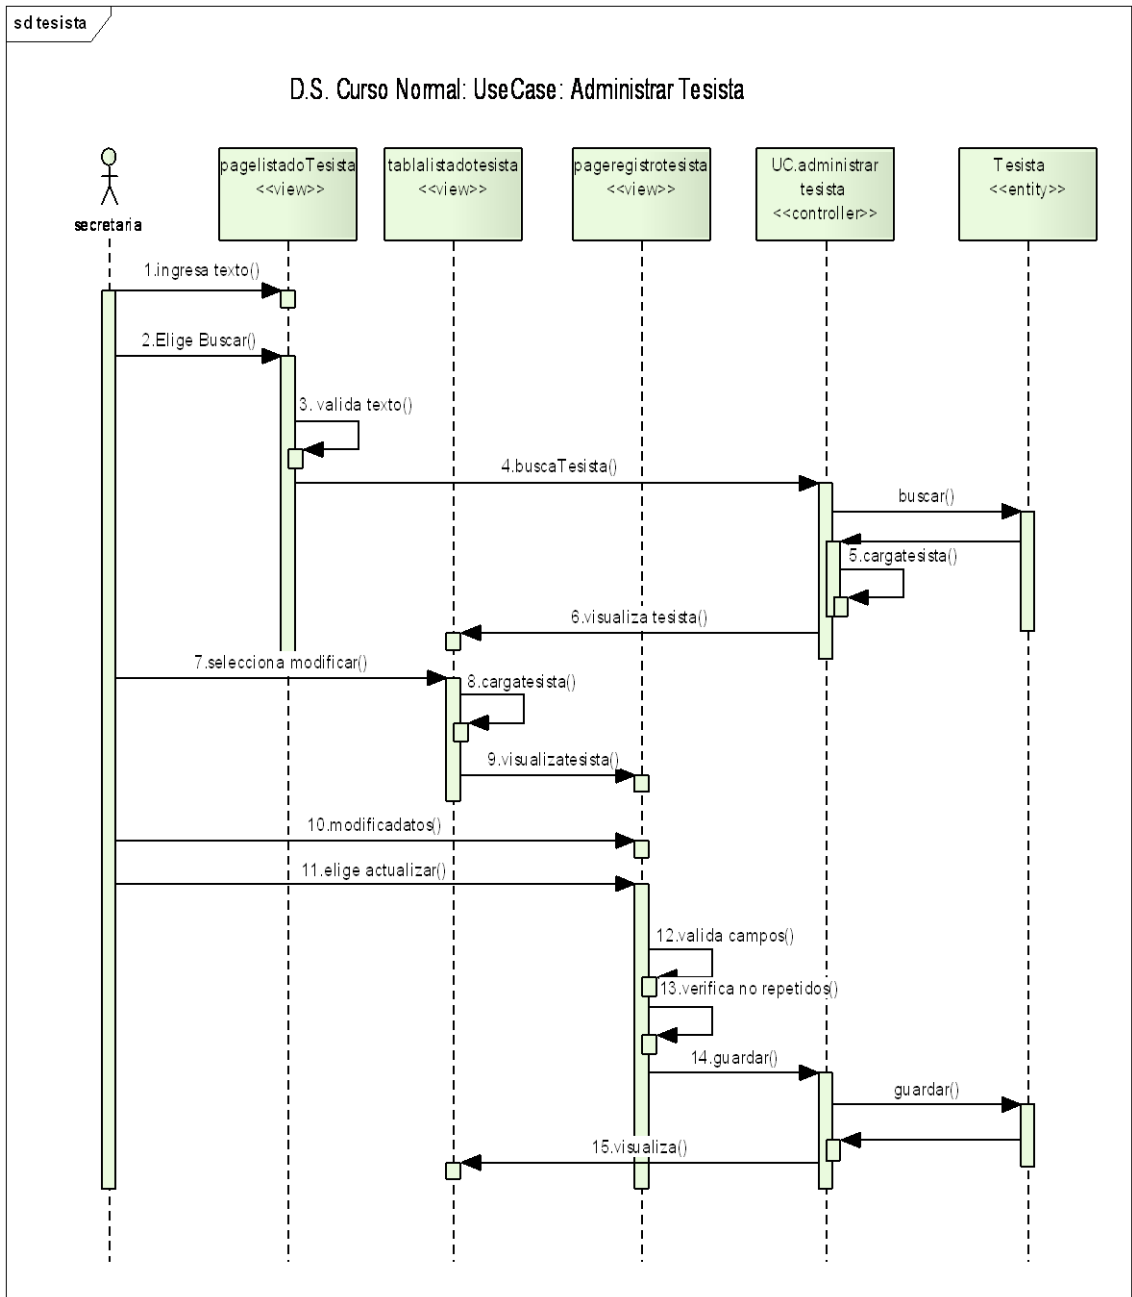 sd tesista
D.S. Curso Normal: UseCase: Administrar Tesista
secretaria
pagelistadoTesista
<<view>>
tablalistadotesista
<<view>>
pageregistrotesista
<<view>>
UC.administrar
tesista
<<controller>>
Tesista
<<entity>>
1.ingresa texto()
2.Elige Buscar()
3. valida texto()
4.buscaTesista()
buscar()
5.cargatesista()
6.visualiza tesista()
7.selecciona modificar()
8.cargatesista()
9.visualizatesista()
10.modificadatos()
11.elige actualizar()
12.valida campos()
13.verifica no repetidos()
14.guardar()
guardar()
15.visualiza()